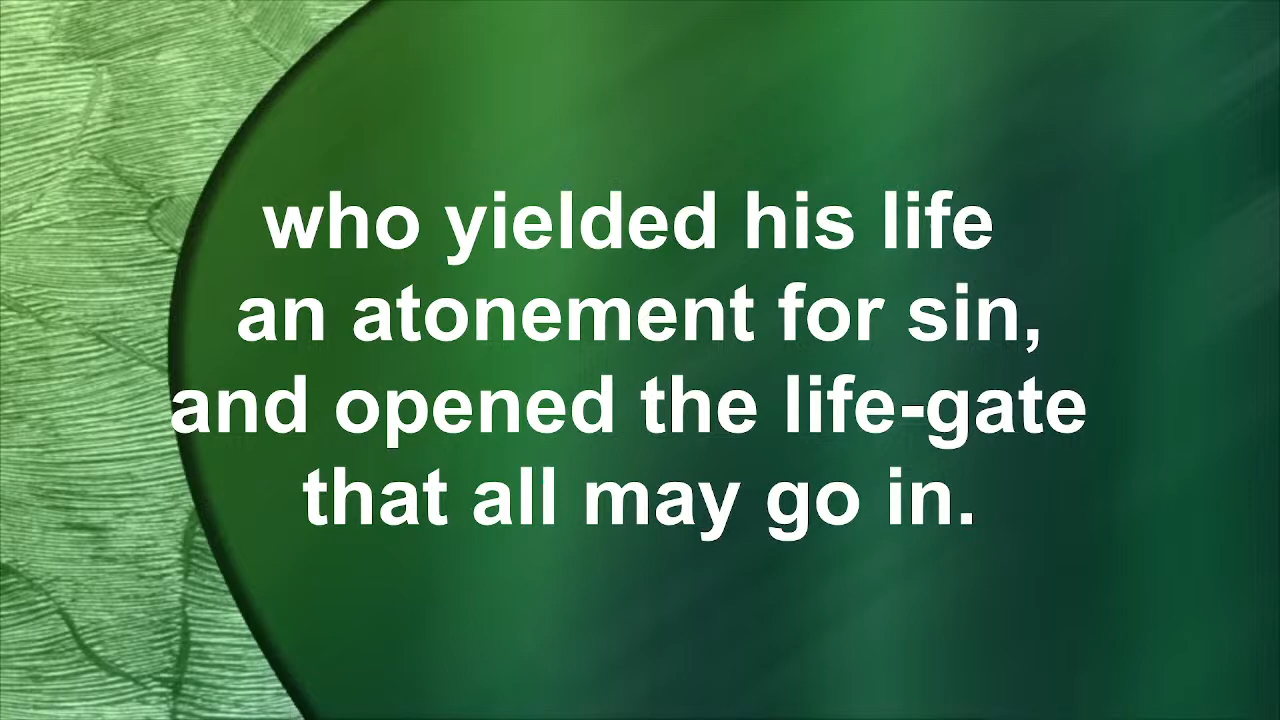 who yielded his life
an atonement for sin,
and opened the life-gate
that all may go in.